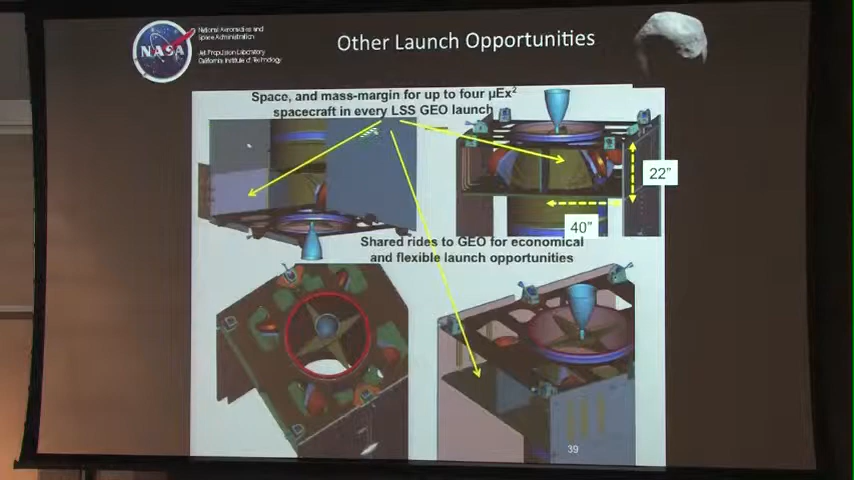 NASA
National Aeronautics and
Space Administration
Jet Propulsion Laboratory
California Institute of Technology
Other Launch Opportunities
Space, and mass-margin for up to four µEx²
spacecraft in every LSS GEO launch
22"
40"
Shared rides to GEO for economical
and flexible launch opportunities
39